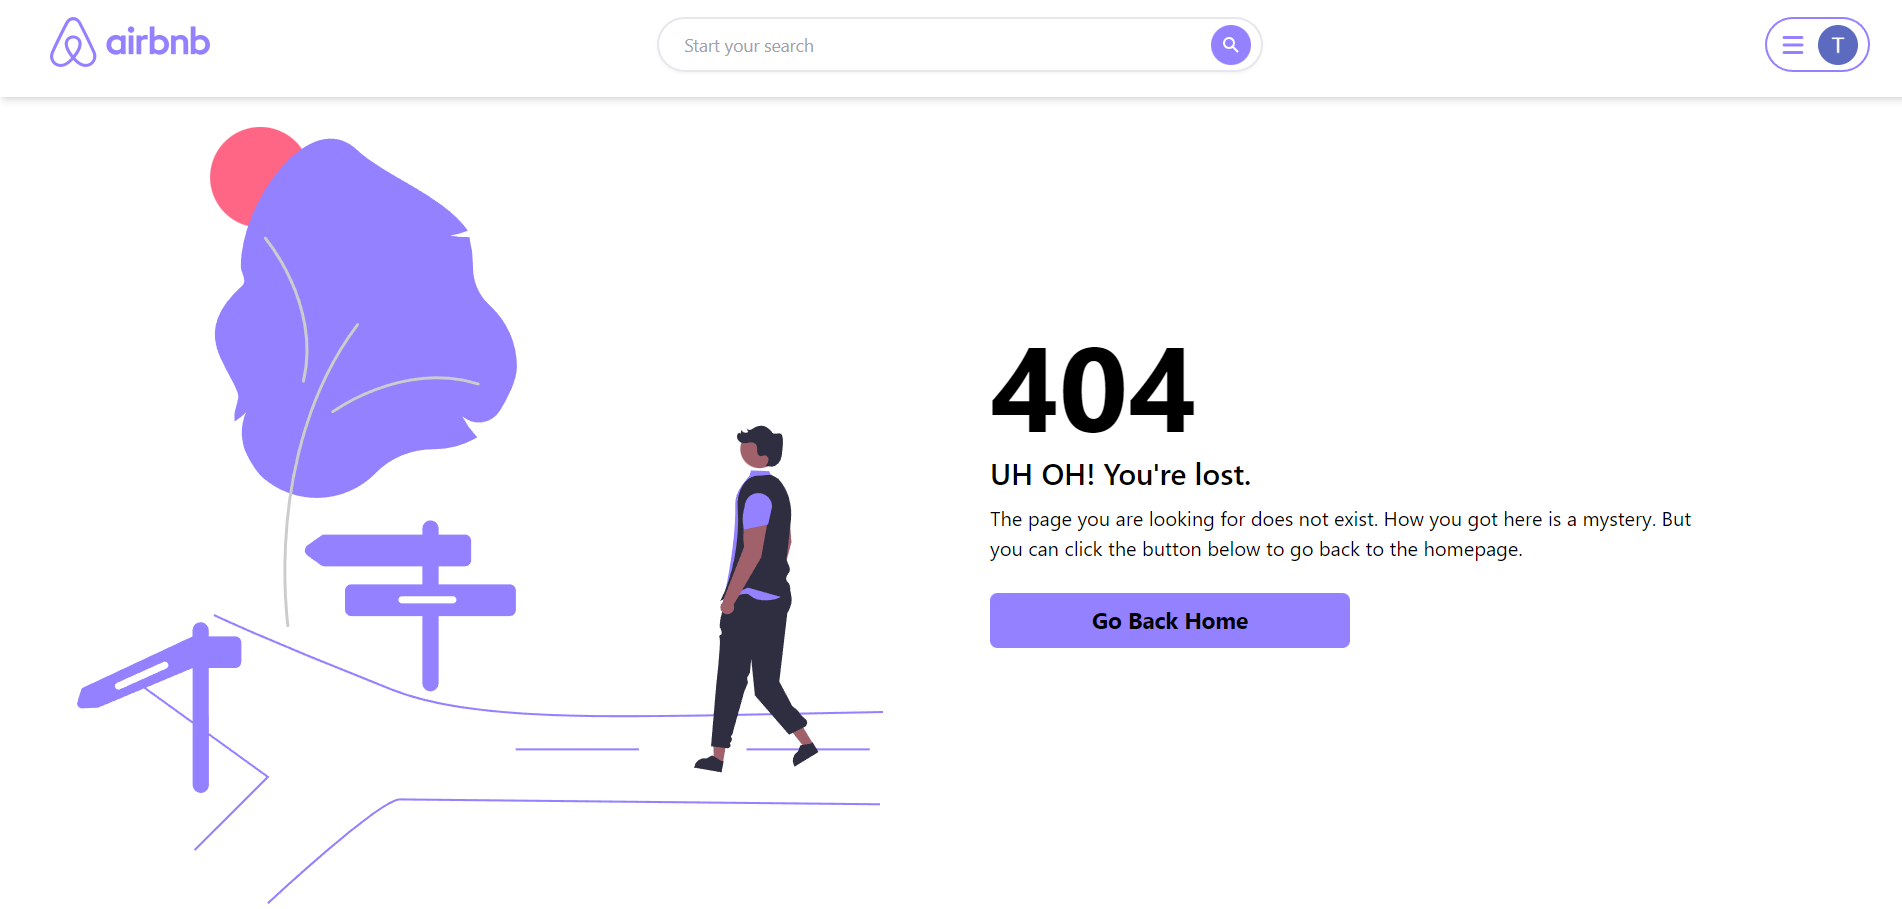 airbnb
Start your search
T
404
UH OH! You're lost.
The page you are looking for does not exist. How you got here is a mystery. But
you can click the button below to go back to the homepage.
Go Back Home